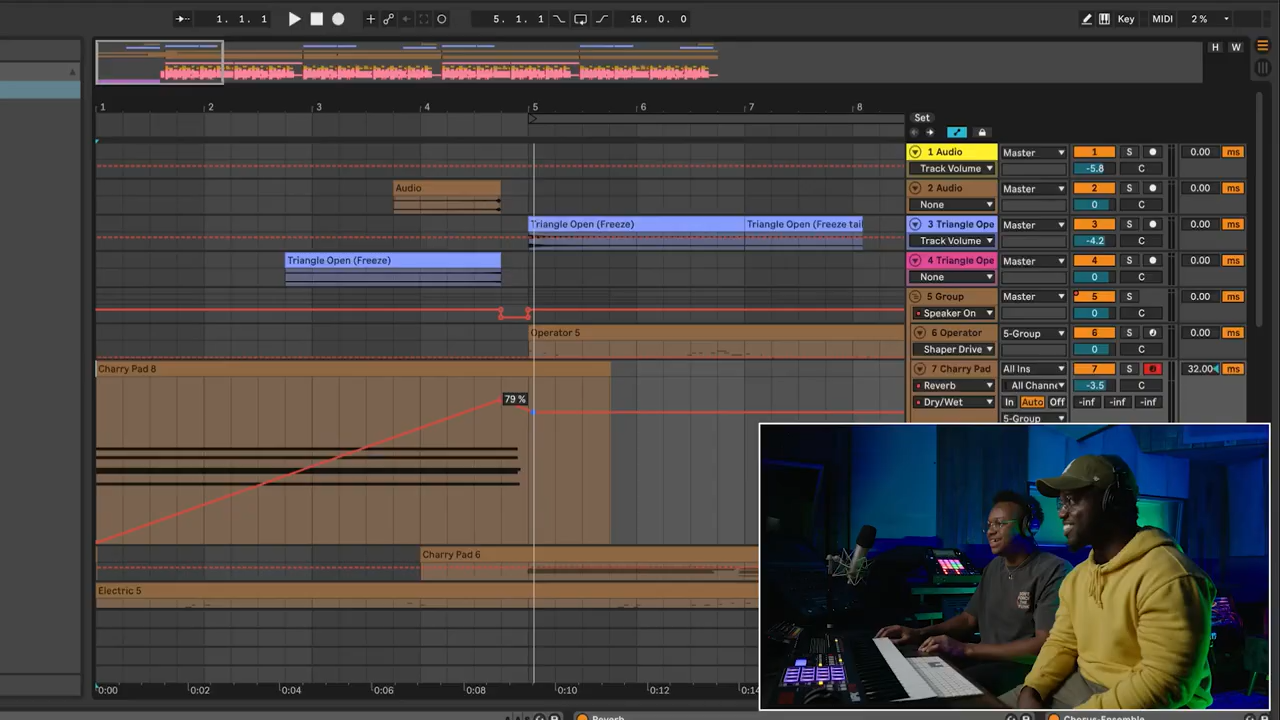 1. 1. 1 5. 1. 1 16. 0. 0 Key MIDI 2 %
H W
1 2 3 4 5 6 7 8
Set
1 Audio Master 1 S 0.00 ms
Track Volume -5.8 C
Audio 2 Audio Master 2 S 0.00 ms
None 0 C
Triangle Open (Freeze) Triangle Open (Freeze tai 3 Triangle Ope Master 3 S 0.00 ms
Track Volume -4.2 C
Triangle Open (Freeze) 4 Triangle Ope Master 4 S 0.00 ms
None 0 C
5 Group Master 5 S
Speaker On 0 C
Operator 5 6 Operator 5-Group 6 S 0.00 ms
Shaper Drive 0 C
Charry Pad 8 7 Charry Pad All Ins 7 S 32.00 ms
Reverb All Channe -3.5 C
79 % Dry/Wet In Auto Off -inf -inf -inf
5-Group
Charry Pad 6
Electric 5
0:00 0:02 0:04 0:06 0:08 0:10 0:12 0:14
Reverb Chorus-Ensemble